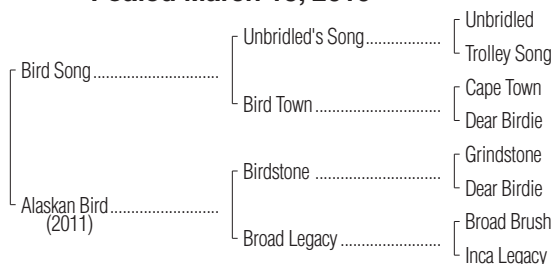 Unbridled
Unbridled's Song
Trolley Song
Bird Song
Cape Town
Bird Town
Dear Birdie
Grindstone
Birdstone
Dear Birdie
Alaskan Bird
(2011)
Broad Brush
Broad Legacy
Inca Legacy